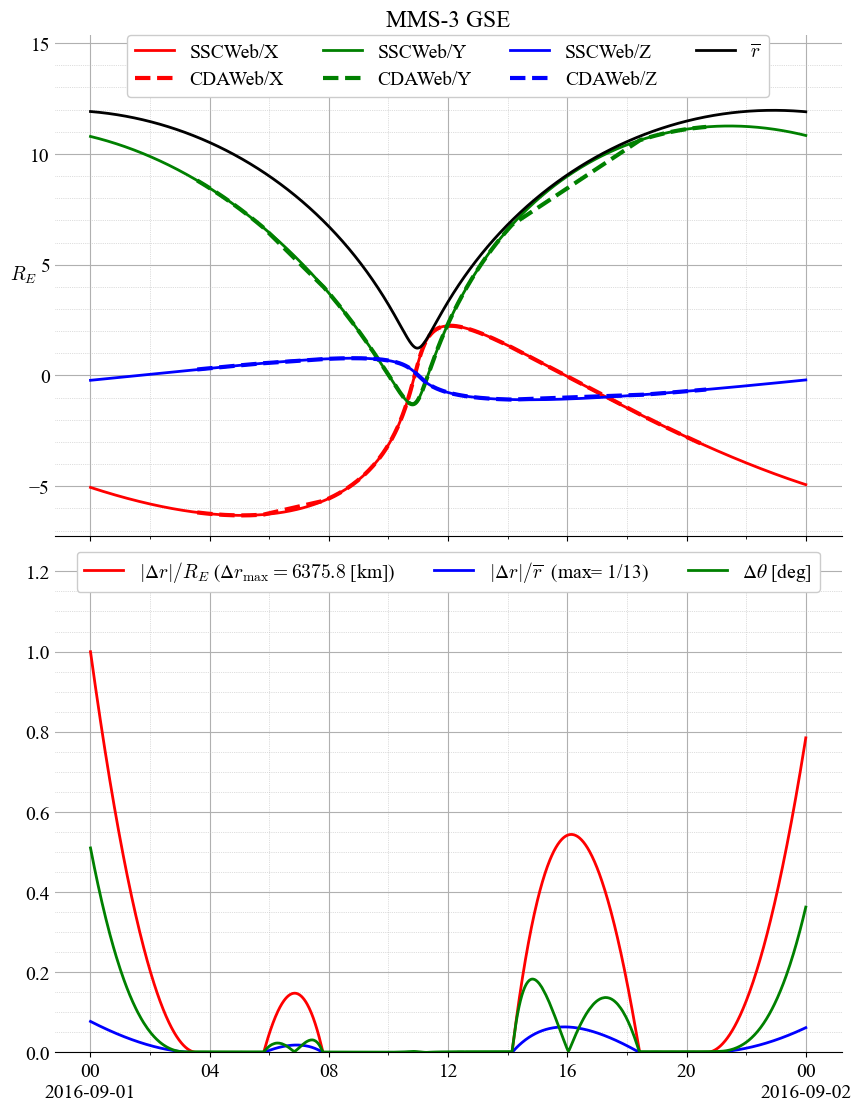 MMS-3 GSE
SSCWeb/X SSCWeb/Y SSCWeb/Z r̅
CDAWeb/X CDAWeb/Y CDAWeb/Z
15
10
5
R_E
0
−5
|Δr|/R_E (Δr_max = 6375.8 [km]) |Δr|/r̅ (max= 1/13) Δθ [deg]
1.2
1.0
0.8
0.6
0.4
0.2
0.0
00 04 08 12 16 20 00
2016-09-01 2016-09-02